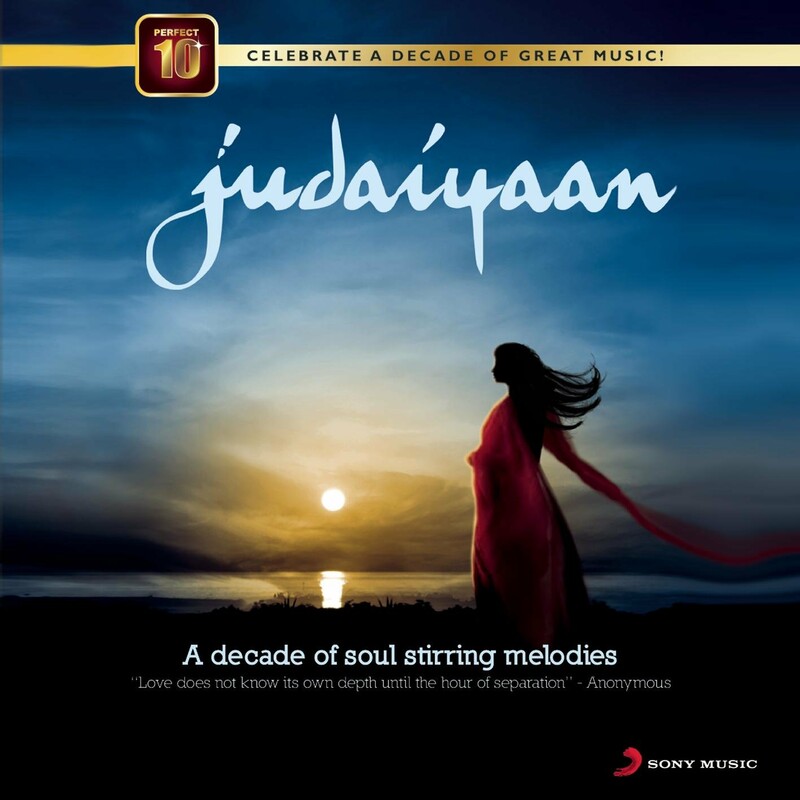 PERFECT
10
CELEBRATE A DECADE OF GREAT MUSIC!
judaiyaan
A decade of soul stirring melodies
“Love does not know its own depth until the hour of separation” - Anonymous
SONY MUSIC